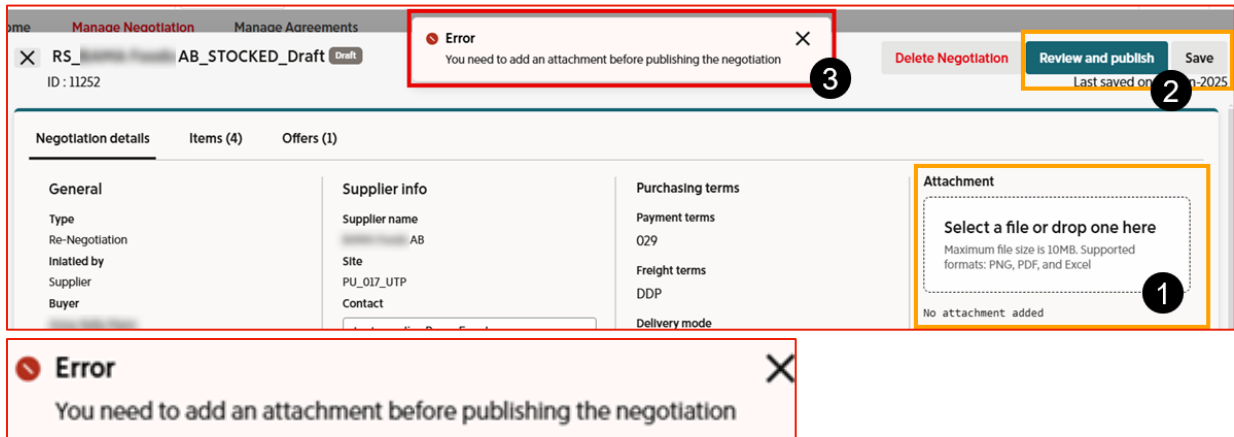 ome Manage Negotiation Manage Agreements
Error
You need to add an attachment before publishing the negotiation
3
RS_ AB_STOCKED_Draft Draft
ID : 11252
Delete Negotiation Review and publish Save
Last saved on n-2025
2
Negotiation details Items (4) Offers (1)
General
Type
Re-Negotiation
Iniatied by
Supplier
Buyer
Supplier info
Supplier name
AB
Site
PU_017_UTP
Contact
Purchasing terms
Payment terms
029
Freight terms
DDP
Delivery mode
Attachment
Select a file or drop one here
Maximum file size is 10MB. Supported
formats: PNG, PDF, and Excel
1
No attachment added
Error
You need to add an attachment before publishing the negotiation